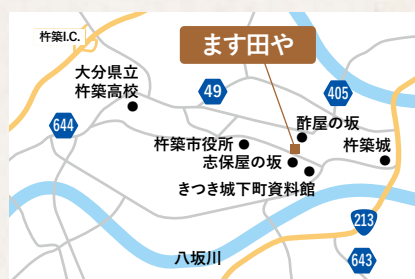 杵築I.C.
ます田や
大分県立
杵築高校
49
405
644
酢屋の坂
杵築市役所
杵築城
志保屋の坂
きつき城下町資料館
213
八坂川
643